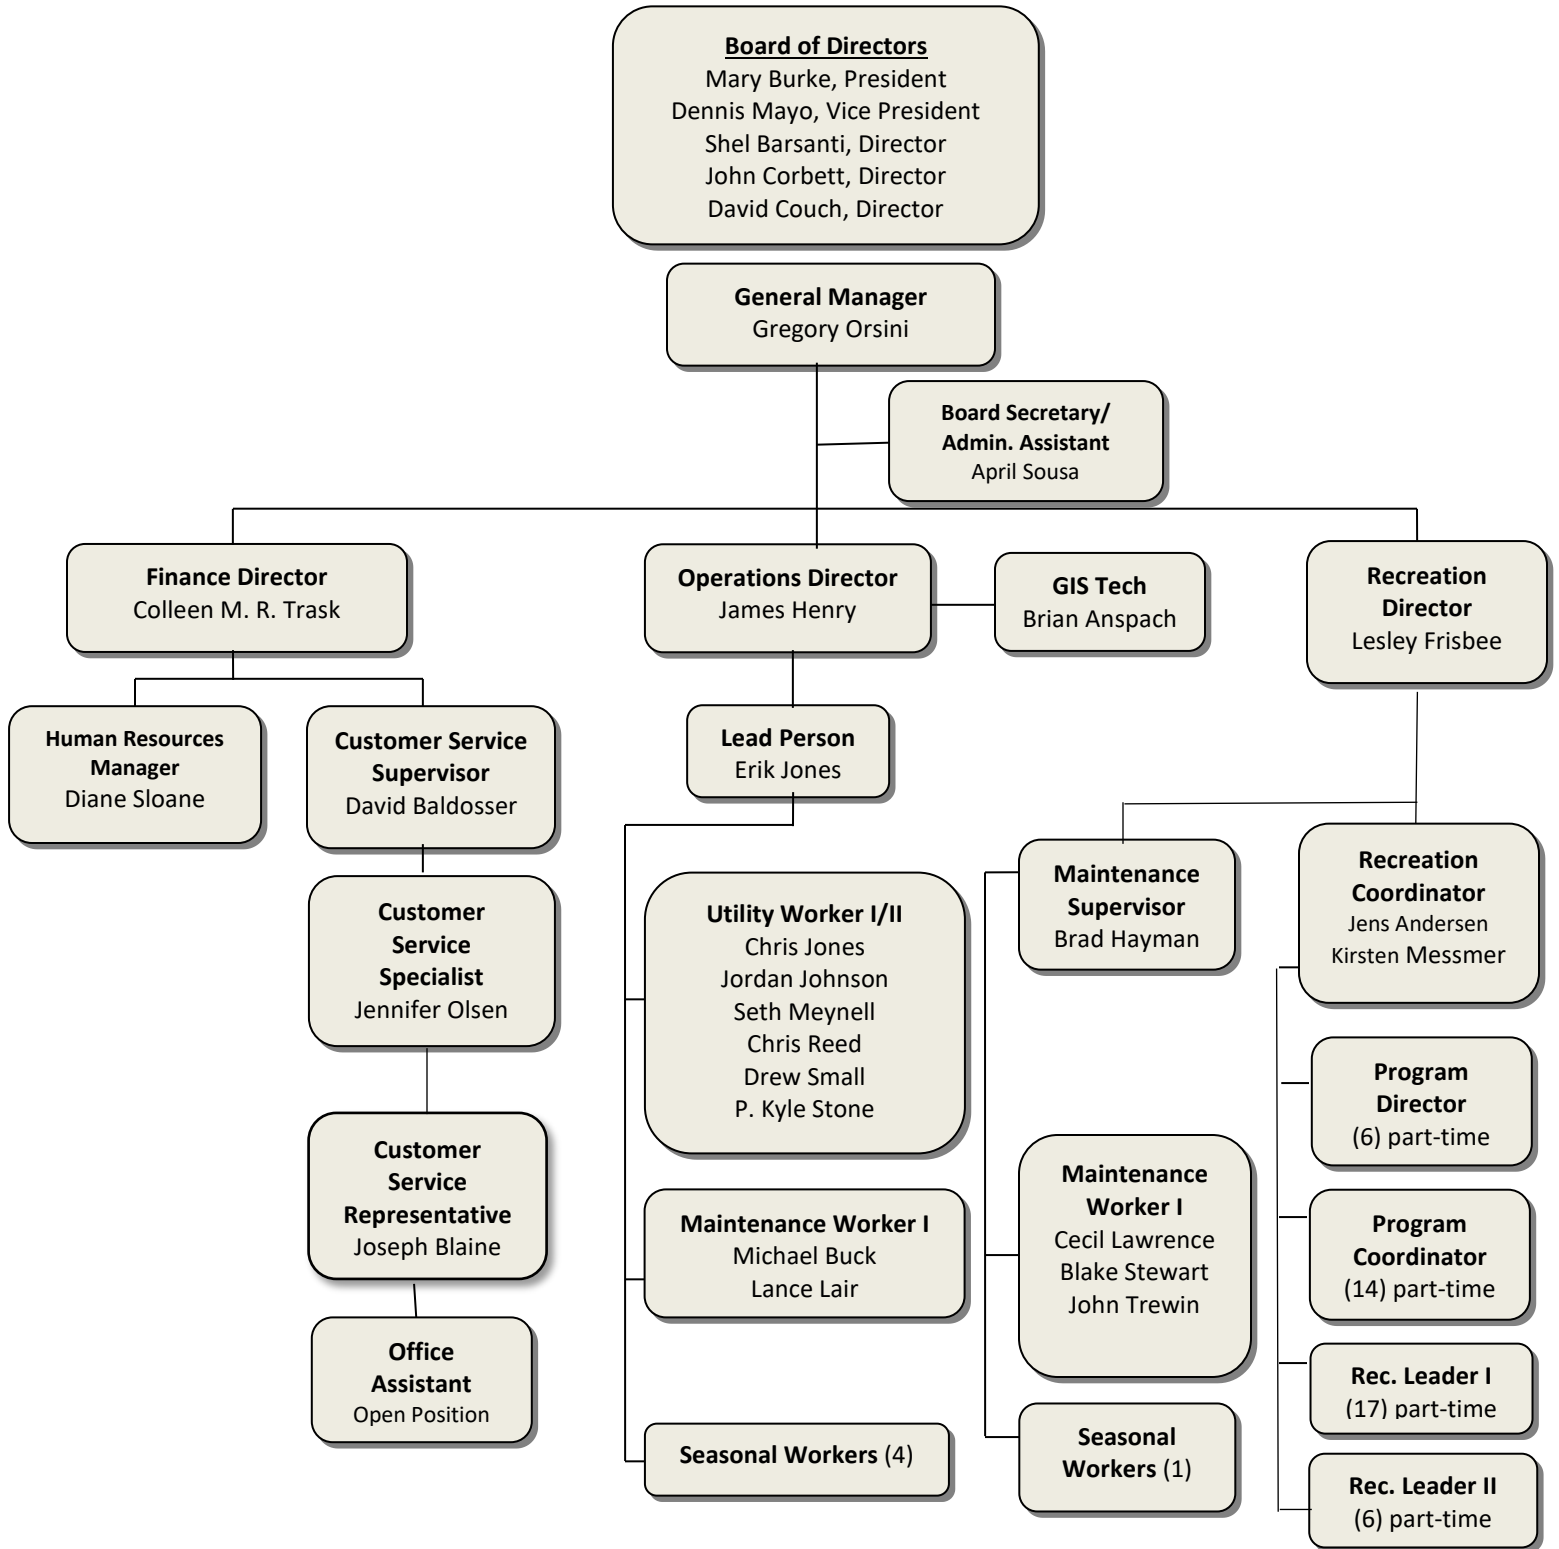 Board of Directors
Mary Burke, President
Dennis Mayo, Vice President
Shel Barsanti, Director
John Corbett, Director
David Couch, Director
General Manager
Gregory Orsini
Board Secretary/
Admin. Assistant
April Sousa
Finance Director
Colleen M. R. Trask
Operations Director
James Henry
GIS Tech
Brian Anspach
Recreation
Director
Lesley Frisbee
Human Resources
Manager
Diane Sloane
Customer Service
Supervisor
David Baldosser
Lead Person
Erik Jones
Customer
Service
Specialist
Jennifer Olsen
Customer
Service
Representative
Joseph Blaine
Office
Assistant
Open Position
Utility Worker I/II
Chris Jones
Jordan Johnson
Seth Meynell
Chris Reed
Drew Small
P. Kyle Stone
Maintenance Worker I
Michael Buck
Lance Lair
Seasonal Workers (4)
Maintenance
Supervisor
Brad Hayman
Maintenance
Worker I
Cecil Lawrence
Blake Stewart
John Trewin
Seasonal
Workers (1)
Recreation
Coordinator
Jens Andersen
Kirsten Messmer
Program
Director
(6) part-time
Program
Coordinator
(14) part-time
Rec. Leader I
(17) part-time
Rec. Leader II
(6) part-time